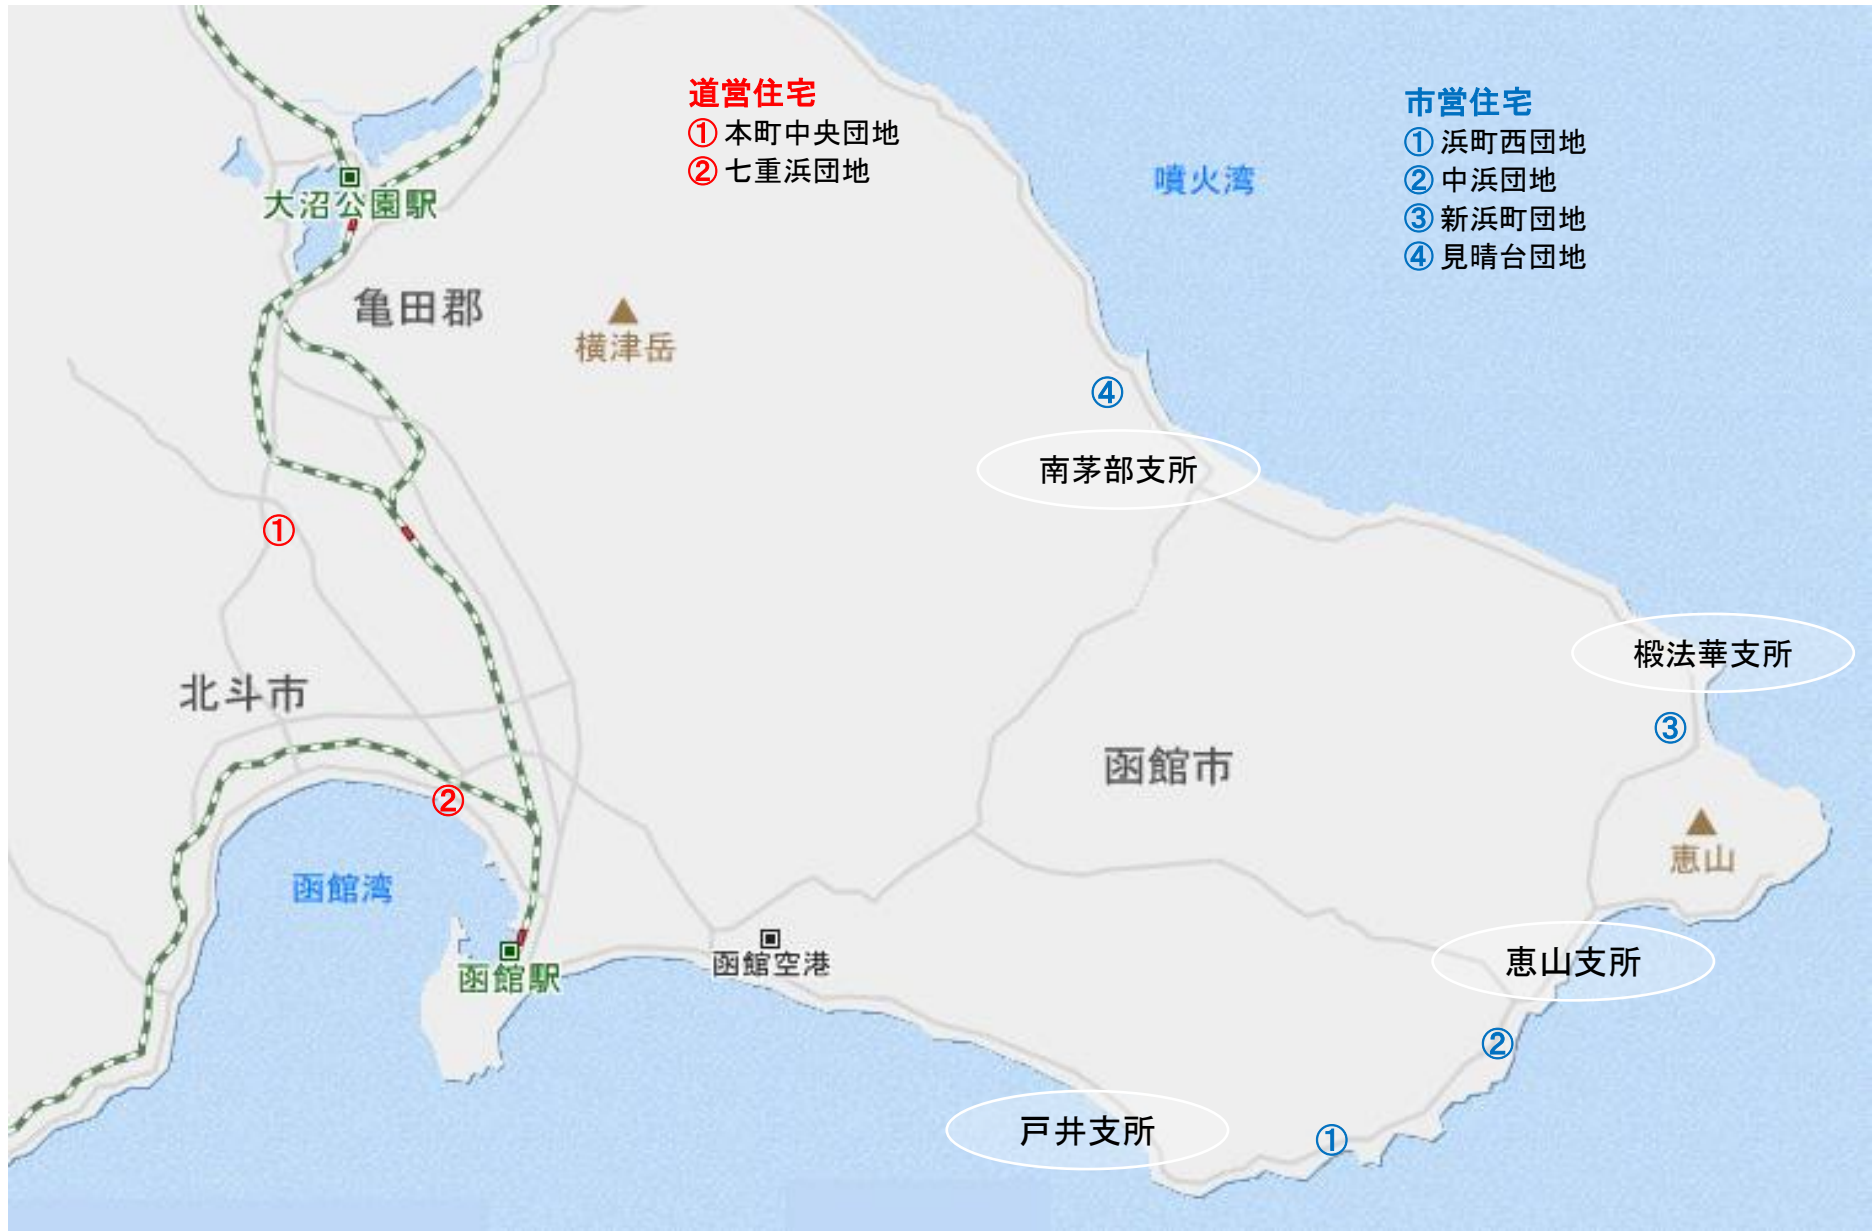 道営住宅
① 本町中央団地
② 七重浜団地
市営住宅
① 浜町西団地
② 中浜団地
③ 新浜町団地
④ 見晴台団地
噴火湾
大沼公園駅
亀田郡
横津岳
④
南茅部支所
①
椴法華支所
北斗市
③
函館市
②
恵山
函館湾
函館駅
函館空港
恵山支所
②
戸井支所
①